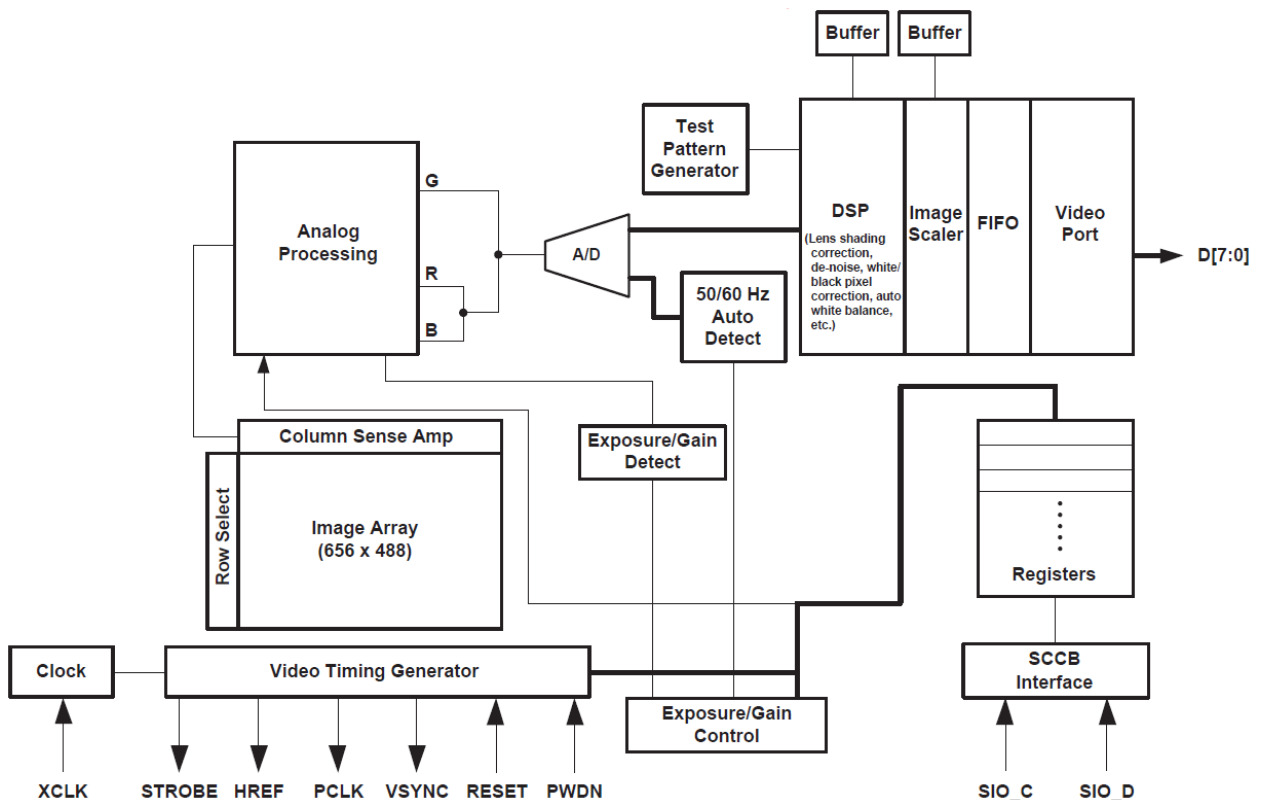 Buffer
Buffer
Test
Pattern
Generator
DSP
(Lens shading
correction,
de-noise, white/
black pixel
correction, auto
white balance,
etc.)
Image
Scaler
FIFO
Video
Port
D[7:0]
Analog
Processing
G
R
B
A/D
50/60 Hz
Auto
Detect
Column Sense Amp
Row Select
Image Array
(656 x 488)
Exposure/Gain
Detect
Registers
Clock
Video Timing Generator
Exposure/Gain
Control
SCCB
Interface
XCLK
STROBE
HREF
PCLK
VSYNC
RESET
PWDN
SIO_C
SIO_D